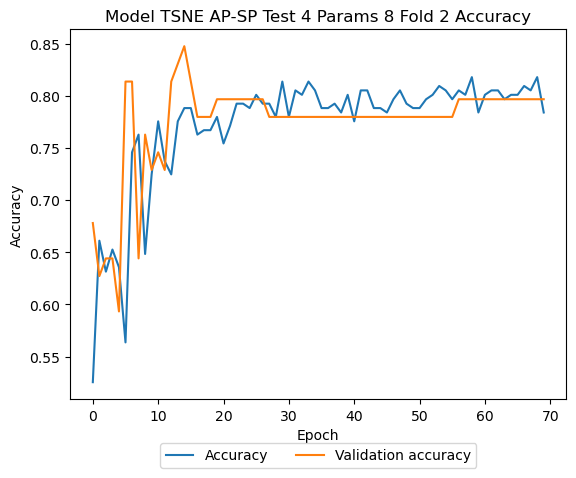 Model TSNE AP-SP Test 4 Params 8 Fold 2 Accuracy
0.85
0.80
0.75
0.70
0.65
0.60
0.55
Accuracy
0 10 20 30 40 50 60 70
Epoch
Accuracy Validation accuracy